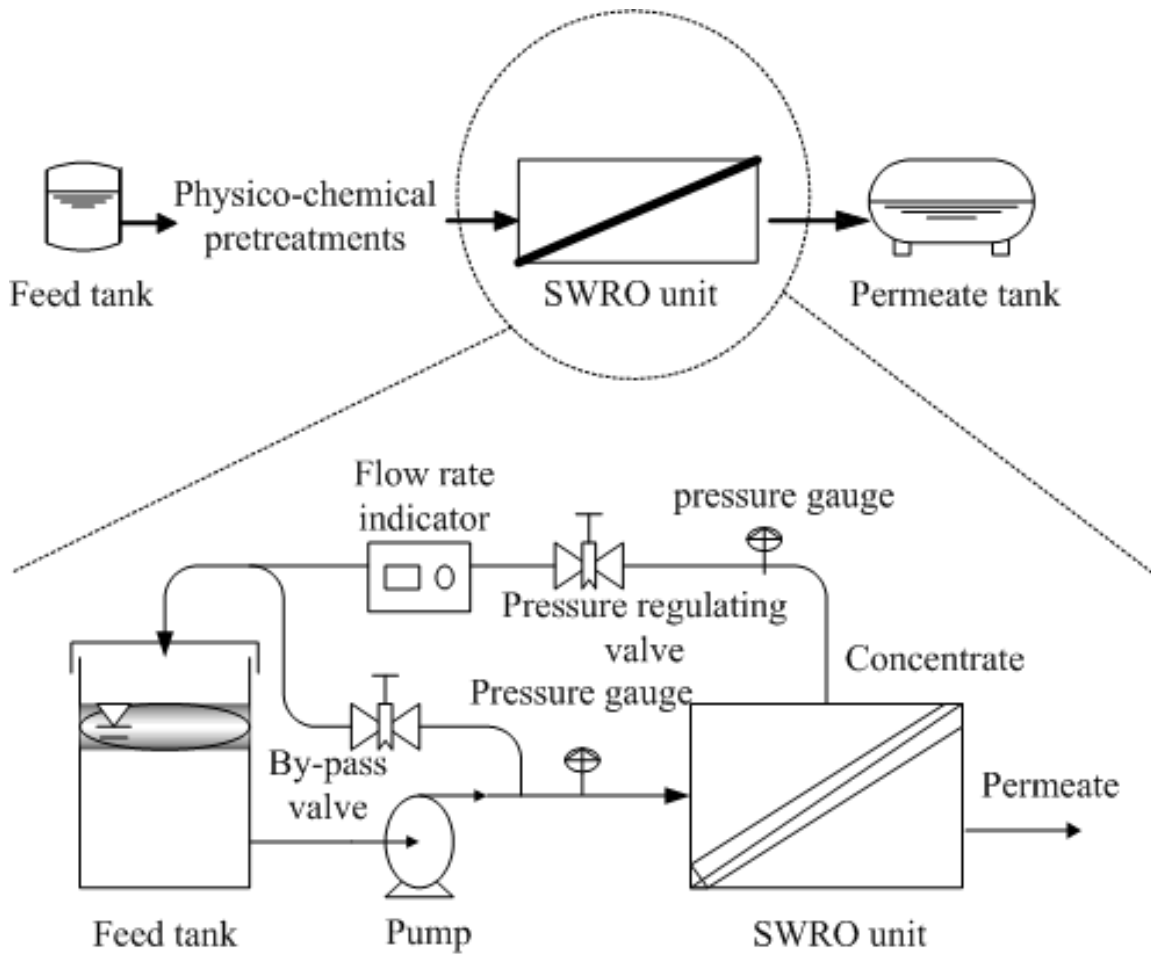 Physico-chemical
pretreatments
Feed tank
SWRO unit
Permeate tank
Flow rate
indicator
pressure gauge
Pressure regulating
valve
Concentrate
Pressure gauge
By-pass
valve
Permeate
Feed tank
Pump
SWRO unit